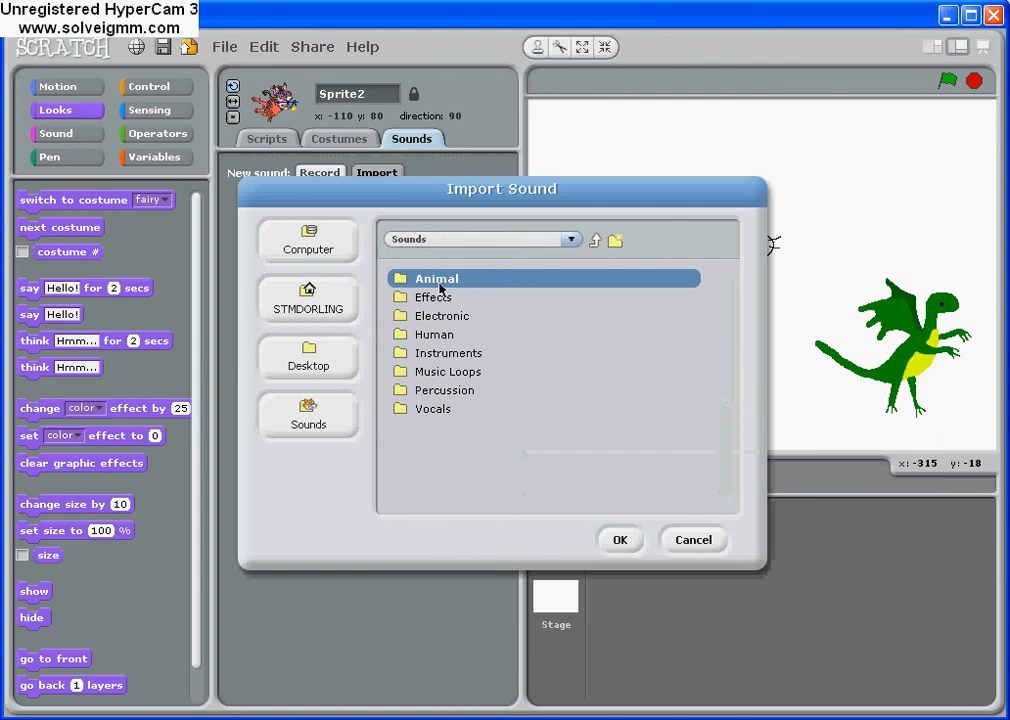 Unregistered HyperCam 3
www.solveigmm.com
SCRATCH
File Edit Share Help
Motion Control
Looks Sensing
Sound Operators
Pen Variables
Sprite2
x: -110 y: 80 direction: 90
Scripts Costumes Sounds
New sound: Record Import
switch to costume fairy
next costume
costume #
say Hello! for 2 secs
say Hello!
think Hmm... for 2 secs
think Hmm...
change color effect by 25
set color effect to 0
clear graphic effects
change size by 10
set size to 100 %
size
show
hide
go to front
go back 1 layers
Import Sound
Computer
STMDORLING
Desktop
Sounds
Sounds
Animal
Effects
Electronic
Human
Instruments
Music Loops
Percussion
Vocals
OK Cancel
x: -315 y: -18
Stage